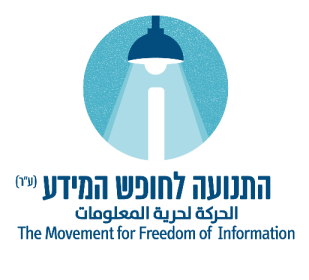 התנועה לחופש המידע (ע"ר)
الحركة لحرية المعلومات
The Movement for Freedom of Information